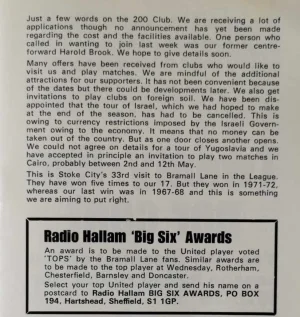 Just a few words on the 200 Club. We are receiving a lot of
applications though no announcement has yet been made
regarding the cost and the facilities available. One person who
called in wanting to join last week was our former centre-
forward Harold Brook. We hope to give details soon.
Many offers have been received from clubs who would like to
visit us and play matches. We are mindful of the additional
attractions for our supporters. It has not been convenient because
of the dates but there could be developments later. We also get
invitations to play clubs on foreign soil. We have been dis-
appointed that the tour of Israel, which we had hoped to make
at the end of the season, has had to be cancelled. This is
owing to currency restrictions imposed by the Israeli Govern-
ment owing to the economy. It means that no money can be
taken out of the country. But as one door closes another opens.
We could not agree on details for a tour of Yugoslavia and we
have accepted in principle an invitation to play two matches in
Cairo, probably between 2nd and 12th May.
This is Stoke City's 33rd visit to Bramall Lane in the League.
They have won five times to our 17. But they won in 1971-72,
whereas our last win was in 1967-68 and this is something
we are aiming to put right.
Radio Hallam 'Big Six' Awards
An award is to be made to the United player voted
'TOPS' by the Bramall Lane fans. Similar awards are
to be made to the top player at Wednesday, Rotherham,
Chesterfield, Barnsley and Doncaster.
Select your top United player and send his name on a
postcard to Radio Hallam BIG SIX AWARDS, PO BOX
194, Hartshead, Sheffield, S1 1GP.